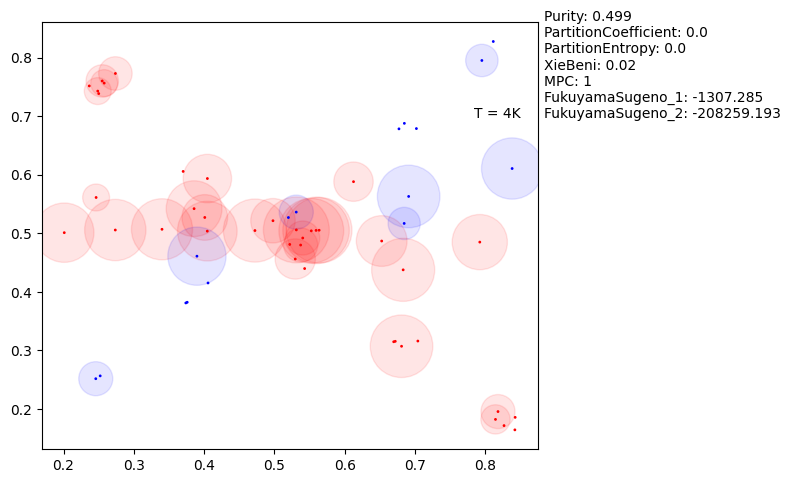 Purity: 0.499
PartitionCoefficient: 0.0
PartitionEntropy: 0.0
XieBeni: 0.02
MPC: 1
FukuyamaSugeno_1: -1307.285
FukuyamaSugeno_2: -208259.193
T = 4K
0.8
0.7
0.6
0.5
0.4
0.3
0.2
0.2 0.3 0.4 0.5 0.6 0.7 0.8